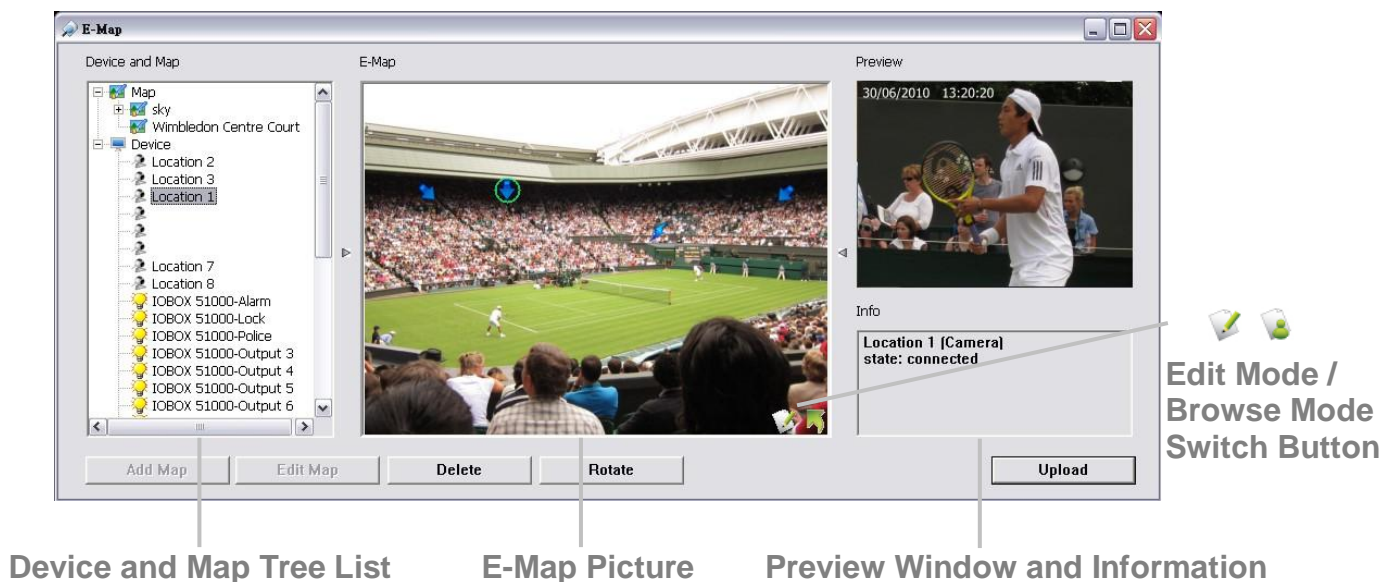 E-Map
Device and Map
E-Map
Preview
Map
sky
Wimbledon Centre Court
Device
Location 2
Location 3
Location 1
Location 7
Location 8
IOBOX 51000-Alarm
IOBOX 51000-Lock
IOBOX 51000-Police
IOBOX 51000-Output 3
IOBOX 51000-Output 4
IOBOX 51000-Output 5
IOBOX 51000-Output 6
30/06/2010 13:20:20
Info
Location 1 (Camera)
state: connected
Add Map
Edit Map
Delete
Rotate
Upload
Edit Mode /
Browse Mode
Switch Button
Device and Map Tree List
E-Map Picture
Preview Window and Information